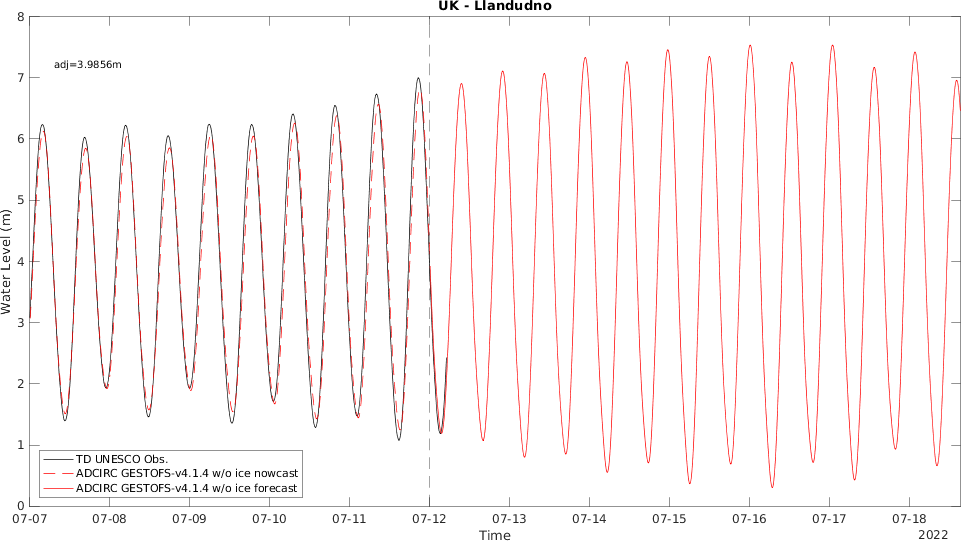 UK - Llandudno
adj=3.9856m
Water Level (m)
8
7
6
5
4
3
2
1
0
TD UNESCO Obs.
ADCIRC GESTOFS-v4.1.4 w/o ice nowcast
ADCIRC GESTOFS-v4.1.4 w/o ice forecast
07-07 07-08 07-09 07-10 07-11 07-12 07-13 07-14 07-15 07-16 07-17 07-18
Time
2022